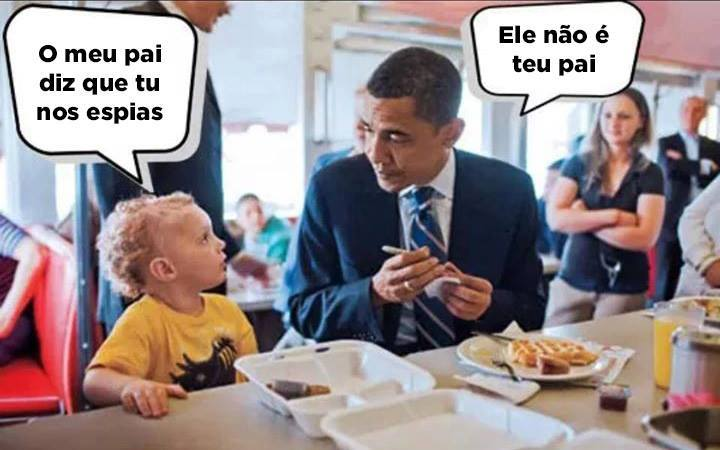 O meu pai
diz que tu
nos espias
Ele não é
teu pai